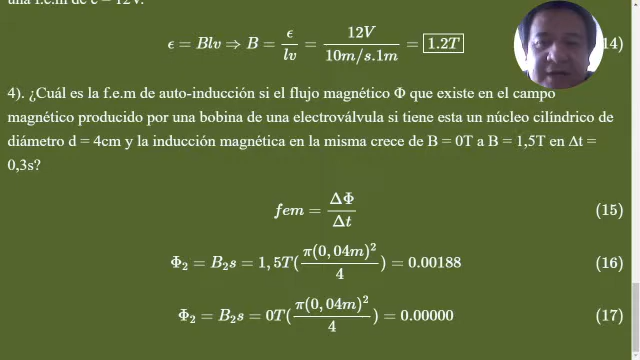 una f.e.m de ε = 12V.
ϵ = Blv ⇒ B = ϵ/lv = 12V/10m/s.1m = 1.2T (14)
4). ¿Cuál es la f.e.m de auto-inducción si el flujo magnético Φ que existe en el campo
magnético producido por una bobina de una electroválvula si tiene esta un núcleo cilíndrico de
diámetro d = 4cm y la inducción magnética en la misma crece de B = 0T a B = 1,5T en Δt =
0,3s?
fem = ΔΦ/Δt (15)
Φ₂ = B₂s = 1,5T(π(0,04m)²/4) = 0.00188 (16)
Φ₂ = B₂s = 0T(π(0,04m)²/4) = 0.00000 (17)